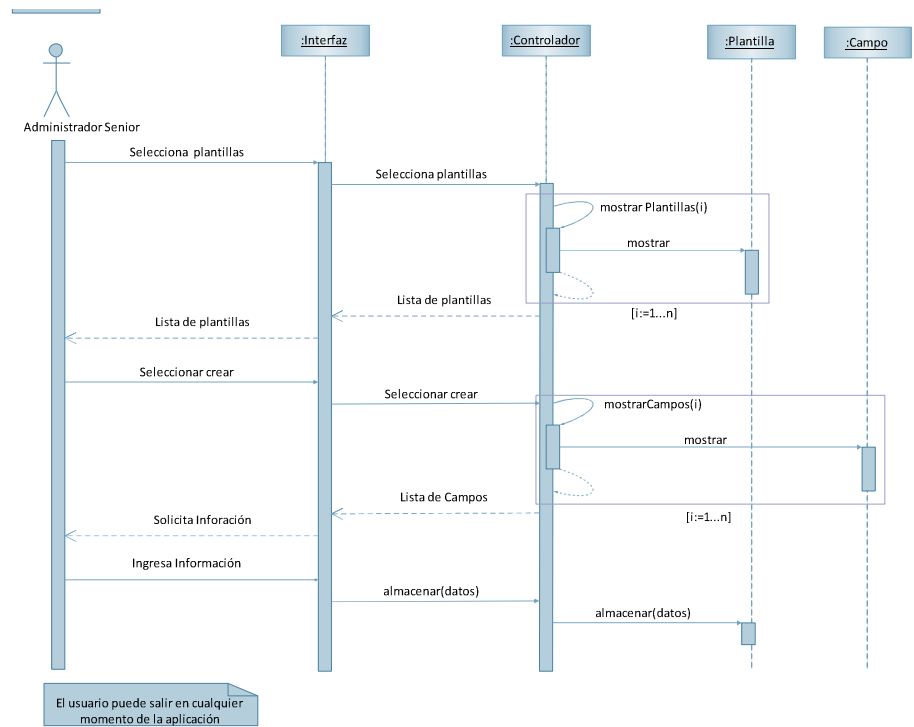 :Interfaz
:Controlador
:Plantilla
:Campo
Administrador Senior
Selecciona plantillas
Selecciona plantillas
mostrar Plantillas(i)
mostrar
Lista de plantillas
[i:=1...n]
Lista de plantillas
Seleccionar crear
Seleccionar crear
mostrarCampos(i)
mostrar
Lista de Campos
[i:=1...n]
Solicita Inforación
Ingresa Información
almacenar(datos)
almacenar(datos)
El usuario puede salir en cualquier
momento de la aplicación